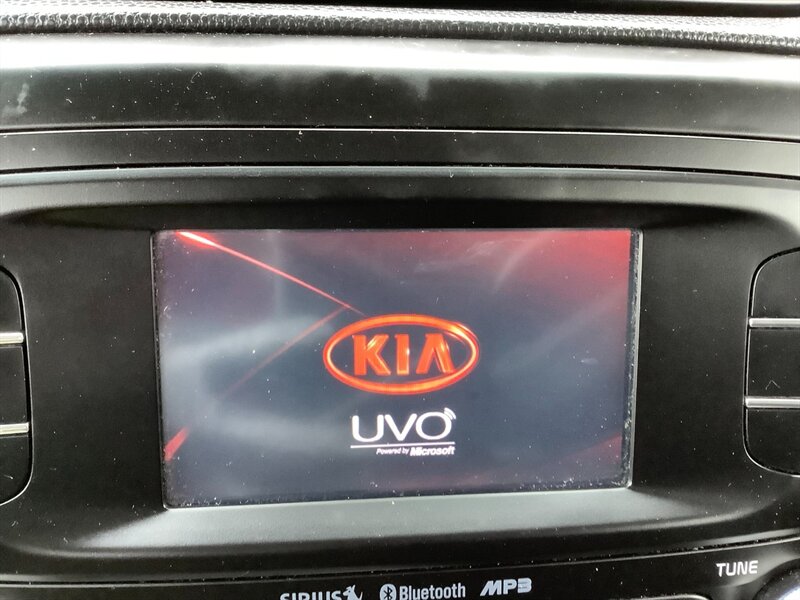 KIA
UVO
Powered by Microsoft
TUNE
SIRIUS Bluetooth MP3